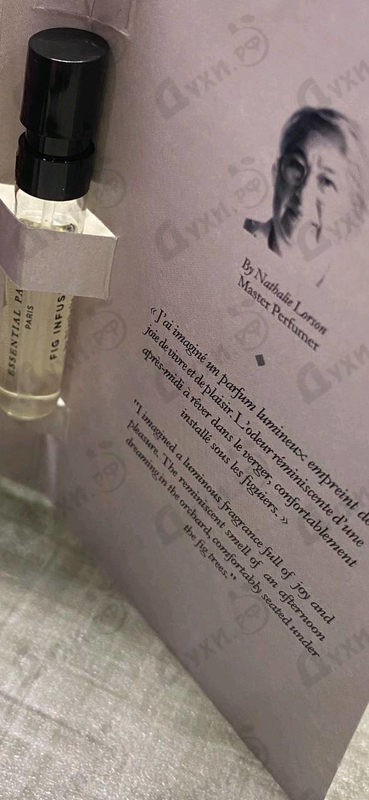 ESSENTIAL PA
PARIS
FIG INFUS
By Nathalie Lorson
Master Perfumer
« J'ai imaginé un parfum lumineux empreint de
joie de vivre et de plaisir. L'odeur réminiscente d'une
après-midi à rêver dans le verger, confortablement
installé sous les figuiers. »
"I imagined a luminous fragrance full of joy and
pleasure. The reminiscent smell of an afternoon
dreaming in the orchard, comfortably seated under
the fig trees."
Духи.РФ